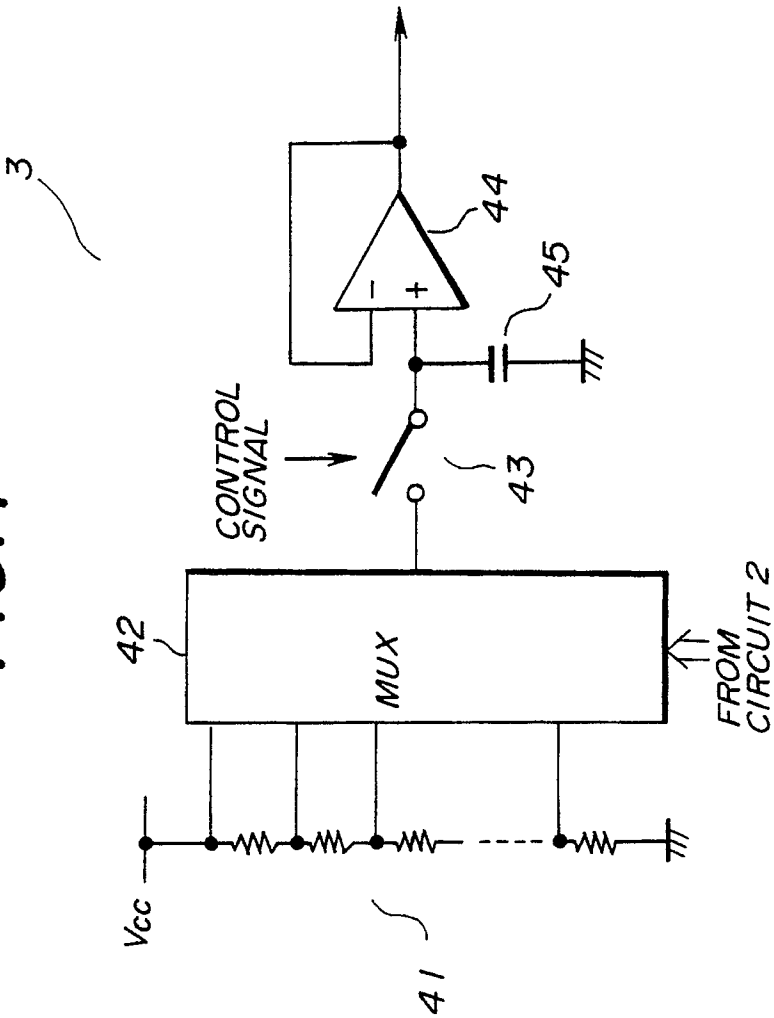 3
CONTROL
SIGNAL
42
MUX
44
45
43
Vcc
41
FROM
CIRCUIT 2
- 
+